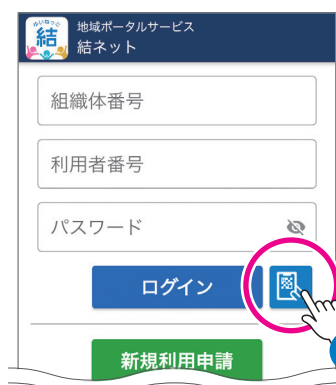 ゆいねっと
結
地域ポータルサービス
結ネット
組織体番号
利用者番号
パスワード
ログイン
新規利用申請